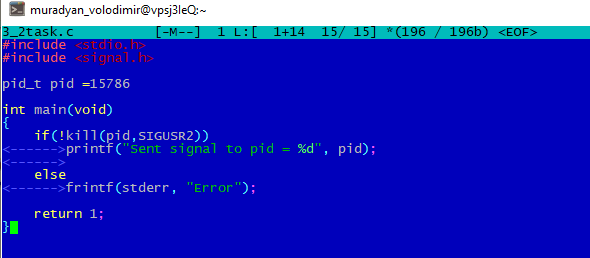 muradyan_volodimir@vpsj3leQ:~
3_2task.c [-M--] 1 L:[ 1+14 15/ 15] *(196 / 196b) <EOF>
#include <stdio.h>
#include <signal.h>
pid_t pid =15786
int main(void)
{
if(!kill(pid,SIGUSR2))
<------>printf("Sent signal to pid = %d", pid);
<------>
else
<------>frintf(stderr, "Error");
return 1;
}